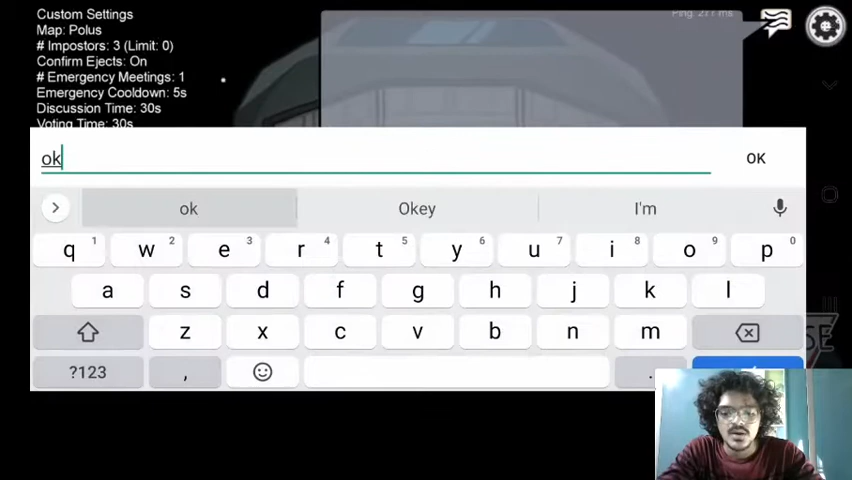 Custom Settings
Map: Polus
# Impostors: 3 (Limit: 0)
Confirm Ejects: On
# Emergency Meetings: 1
Emergency Cooldown: 5s
Discussion Time: 30s
Voting Time: 30s
ok
OK
ok Okey I'm
q 1 w 2 e 3 r 4 t 5 y 6 u 7 i 8 o 9 p 0
a s d f g h j k l
z x c v b n m
?123 , .